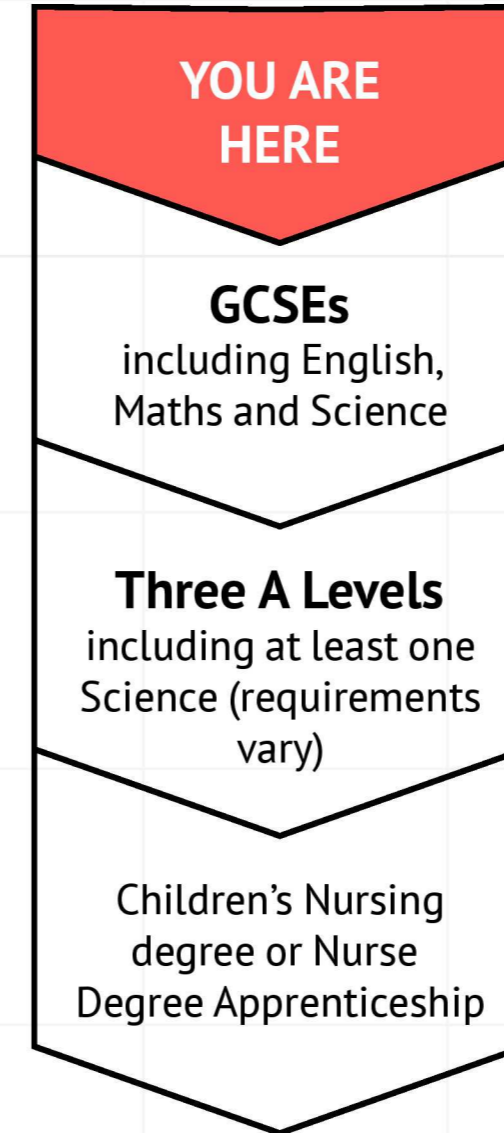 YOU ARE
HERE
GCSEs
including English,
Maths and Science
Three A Levels
including at least one
Science (requirements
vary)
Children’s Nursing
degree or Nurse
Degree Apprenticeship